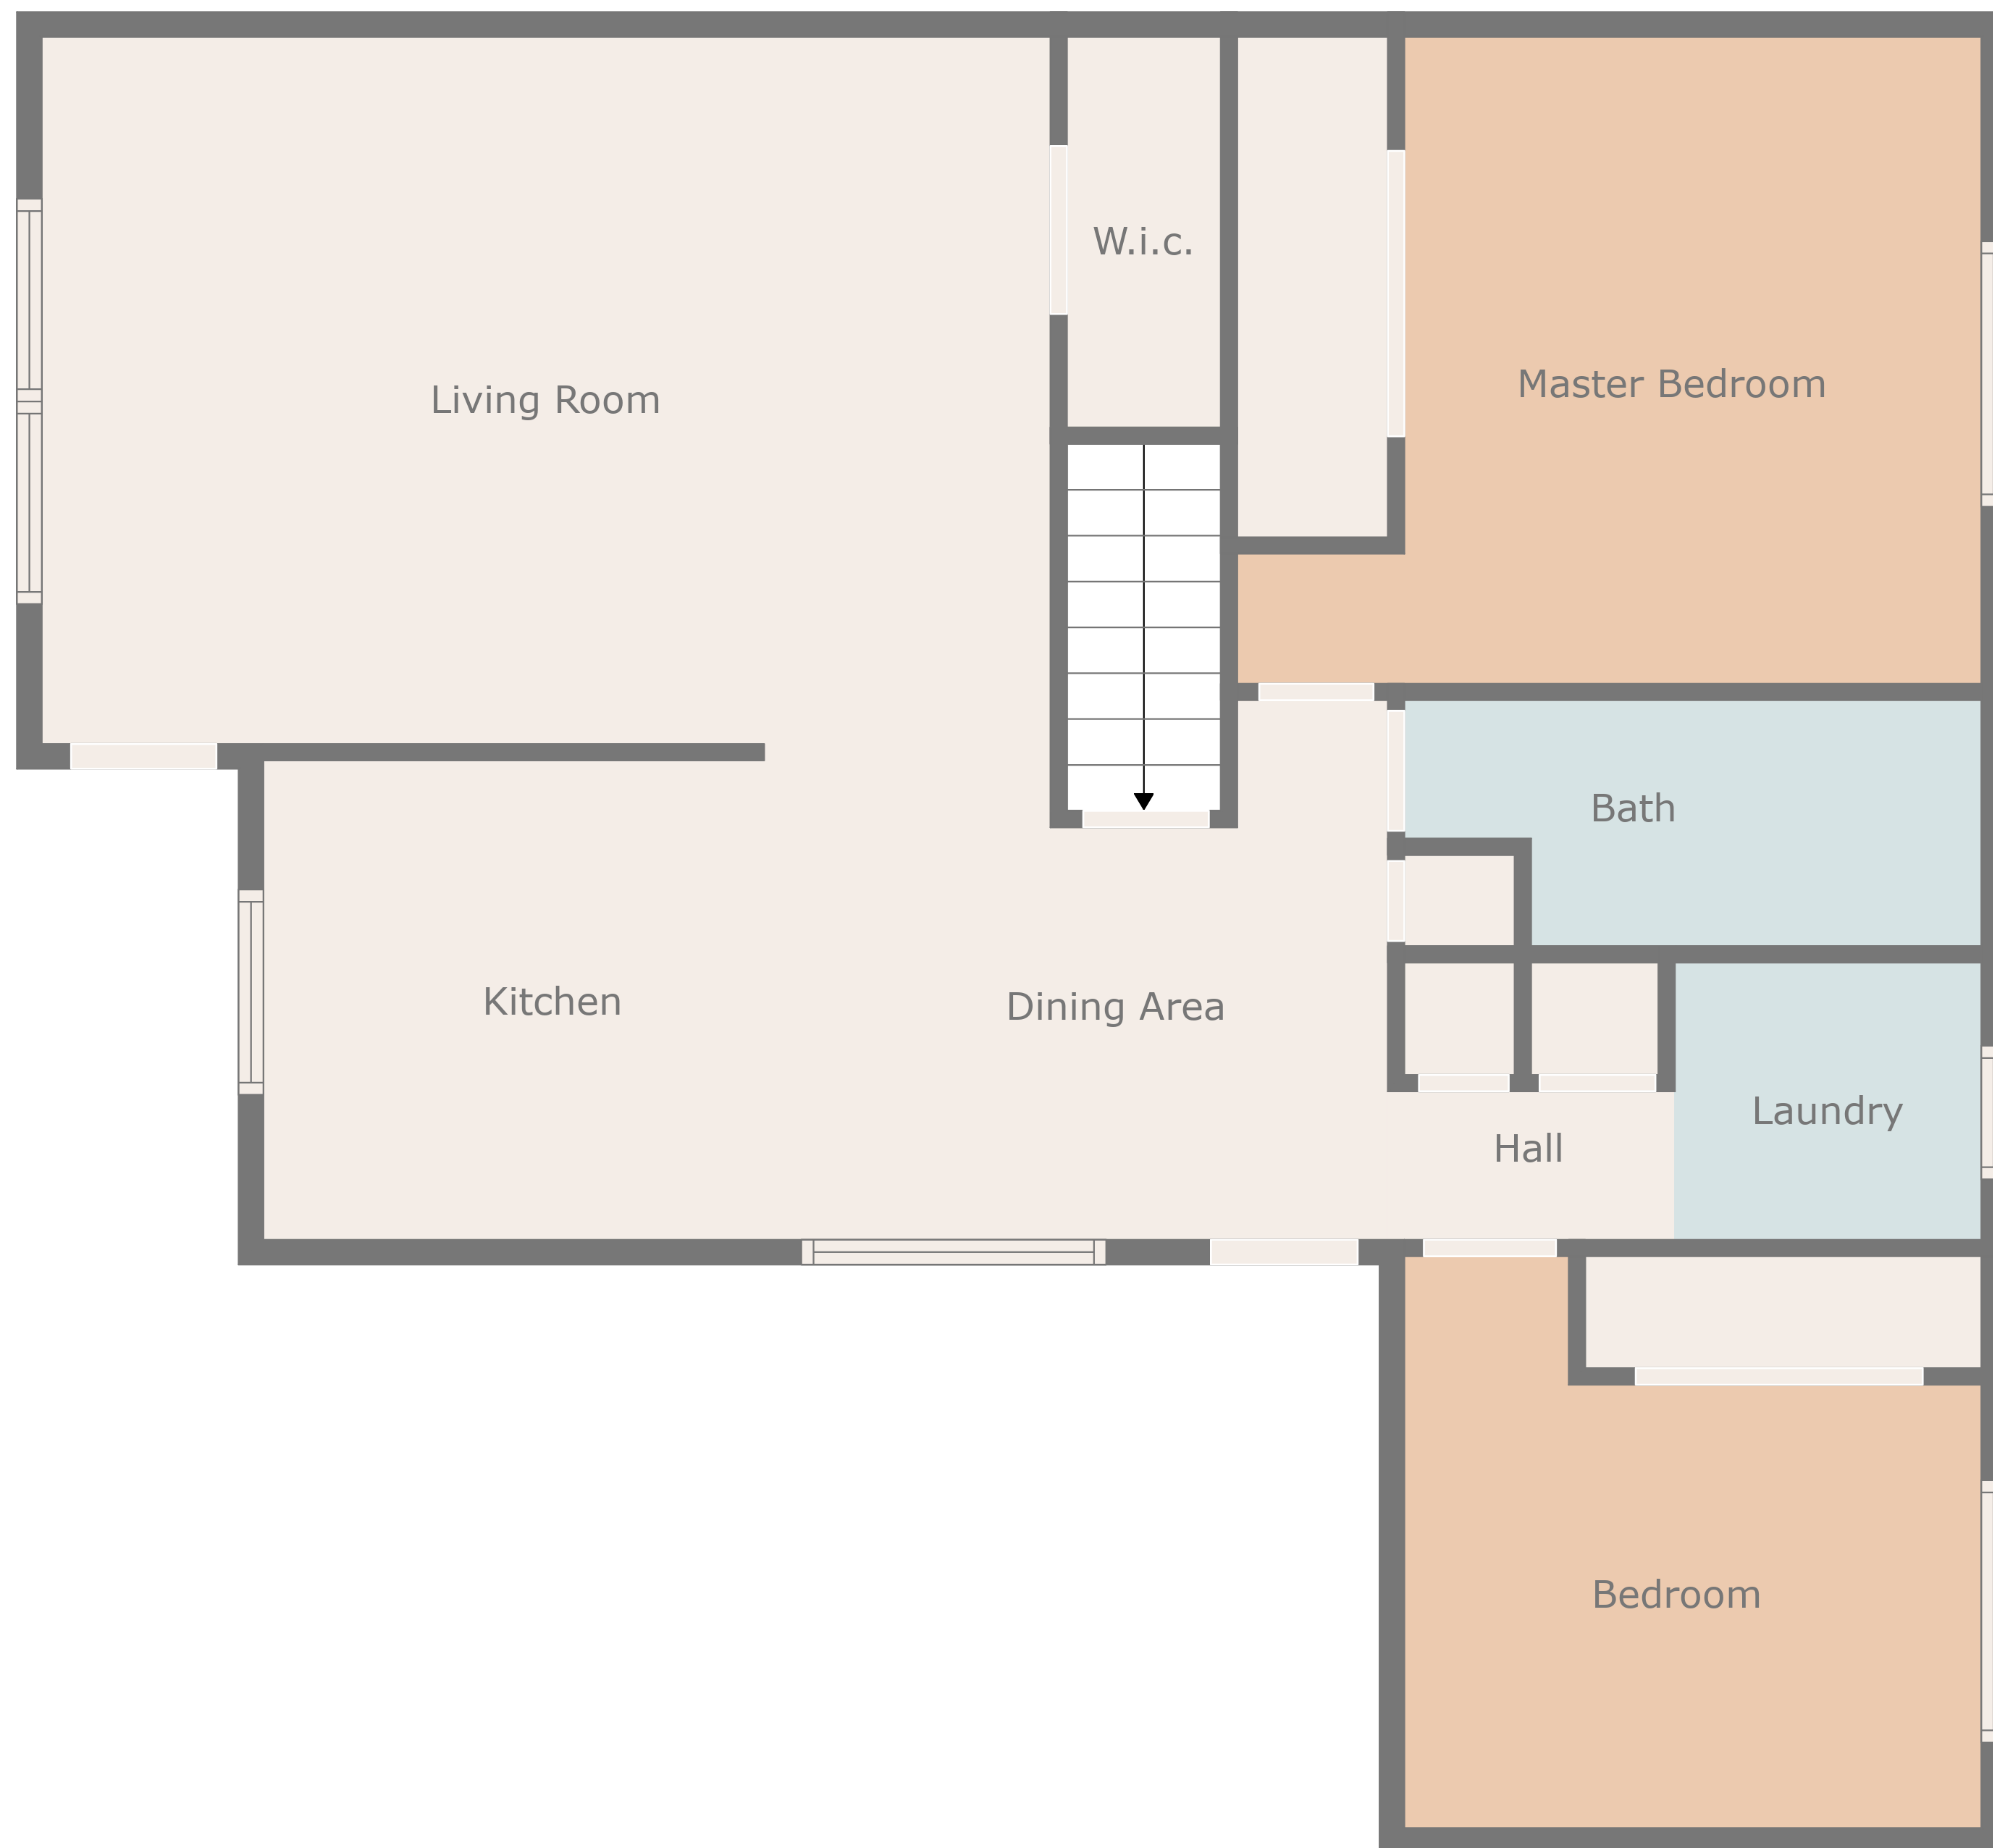 W.i.c.
Living Room
Master Bedroom
Bath
Kitchen
Dining Area
Laundry
Hall
Bedroom